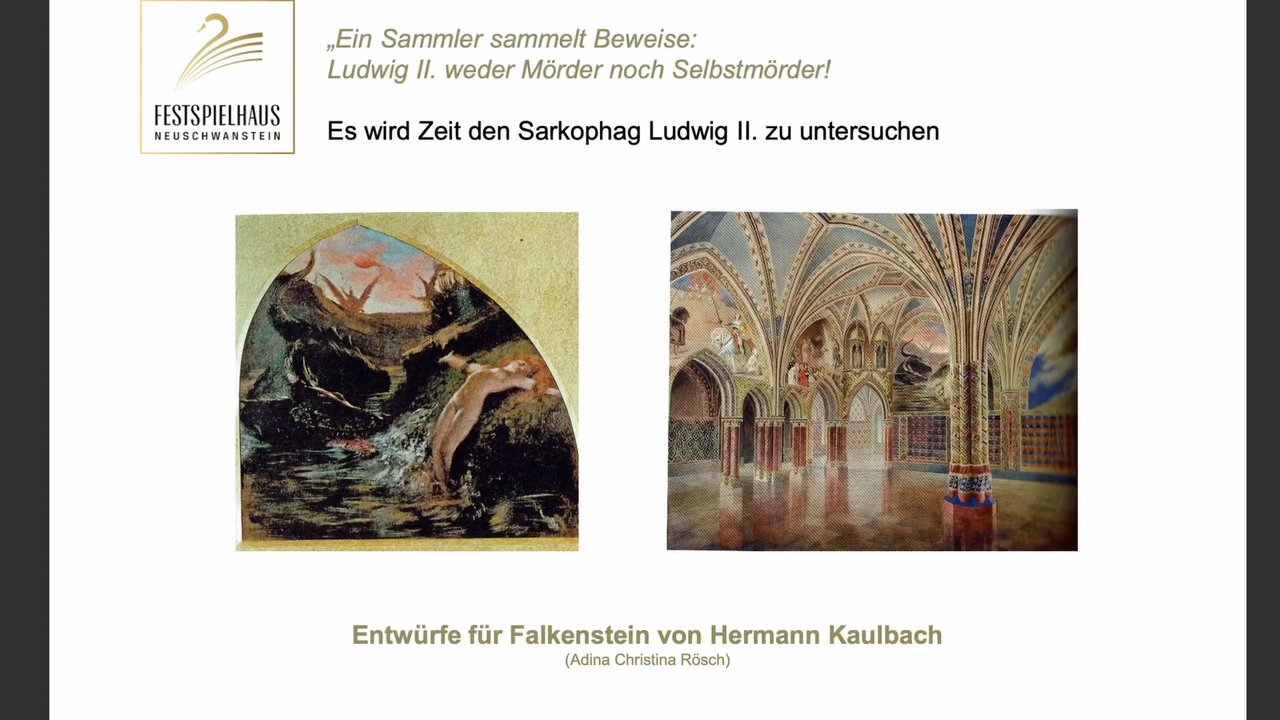 FESTSPIELHAUS
NEUSCHWANSTEIN
„Ein Sammler sammelt Beweise:
Ludwig II. weder Mörder noch Selbstmörder!
Es wird Zeit den Sarkophag Ludwig II. zu untersuchen
Entwürfe für Falkenstein von Hermann Kaulbach
(Adina Christina Rösch)